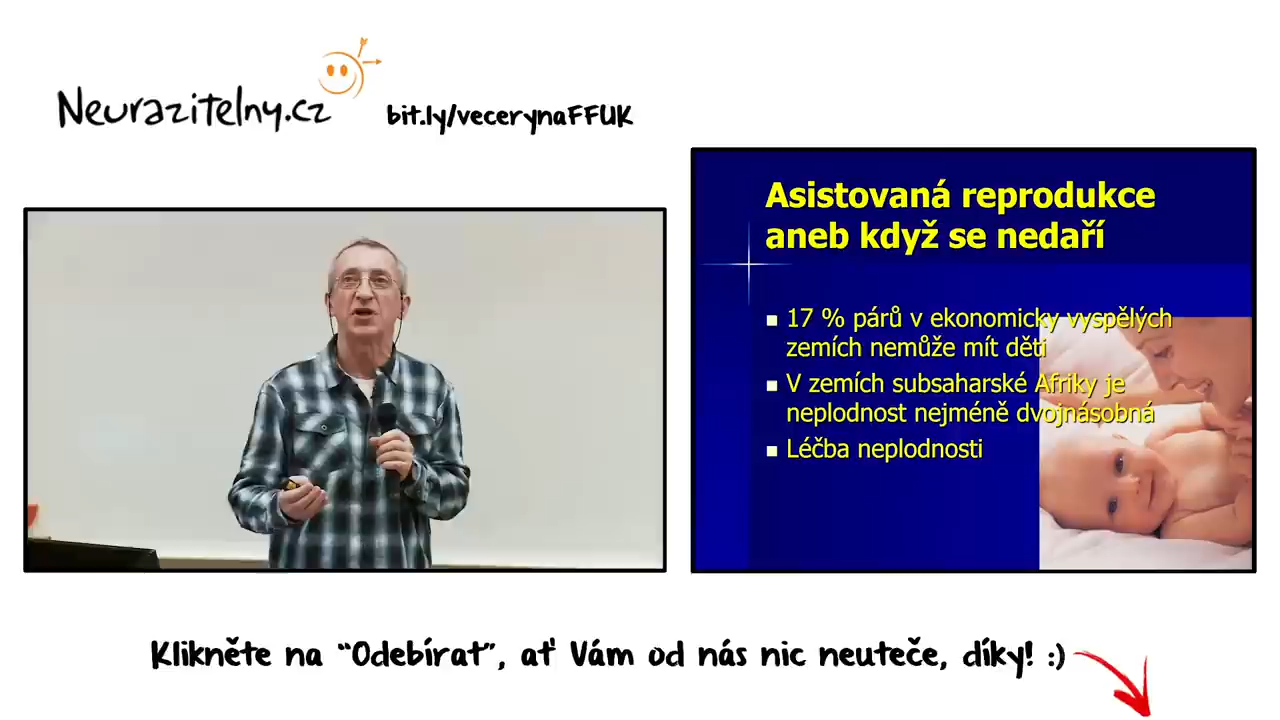 Neurazitelny.cz
bit.ly/vecerynaFFUK
Asistovaná reprodukce
aneb když se nedaří
17 % párů v ekonomicky vyspělých
zemích nemůže mít děti
V zemích subsaharské Afriky je
neplodnost nejméně dvojnásobná
Léčba neplodnosti
Klikněte na “Odebírat”, ať Vám od nás nic neuteče, díky! :)